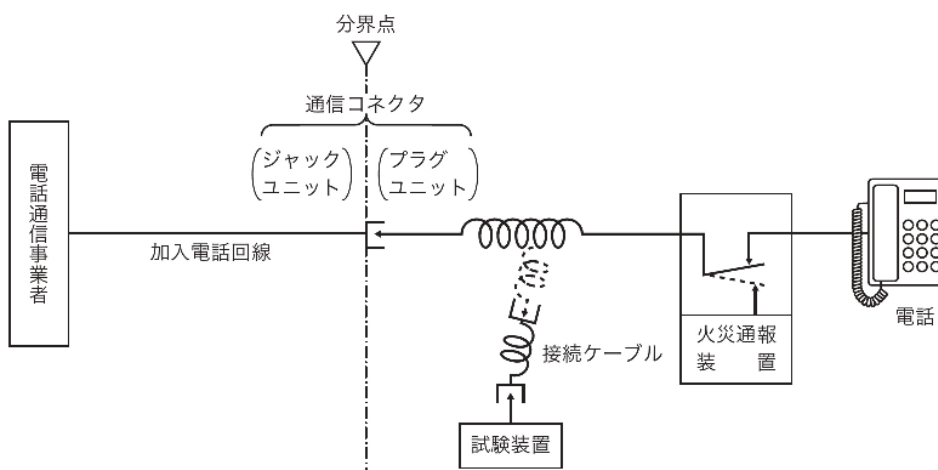 分界点
通信コネクタ
ジャック
ユニット
プラグ
ユニット
電話通信事業者
加入電話回線
接続ケーブル
試験装置
火災通報
装 置
電話